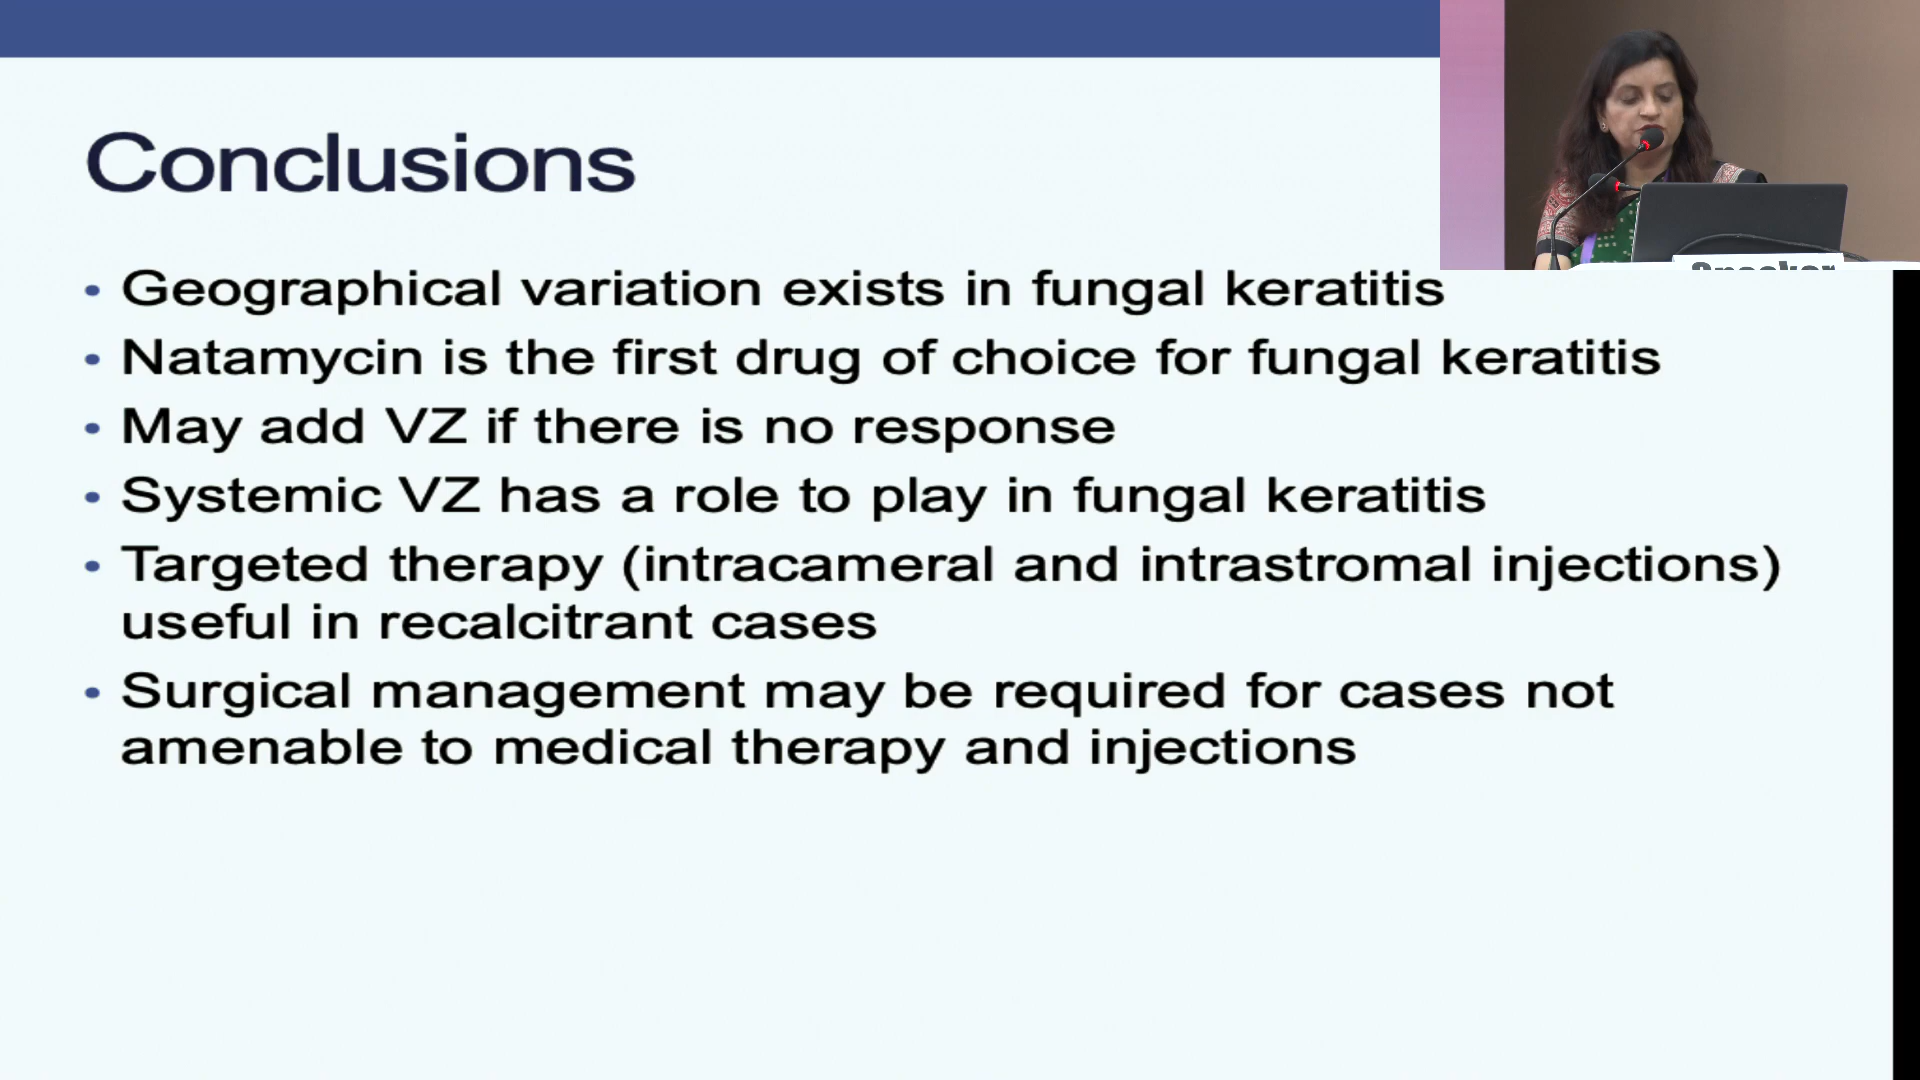 Conclusions
• Geographical variation exists in fungal keratitis
• Natamycin is the first drug of choice for fungal keratitis
• May add VZ if there is no response
• Systemic VZ has a role to play in fungal keratitis
• Targeted therapy (intracameral and intrastromal injections)
useful in recalcitrant cases
• Surgical management may be required for cases not
amenable to medical therapy and injections
Speaker